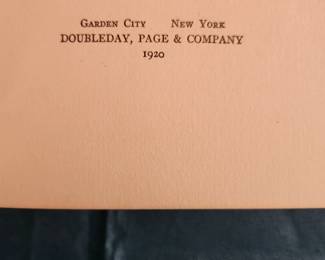 Garden City New York
DOUBLEDAY, PAGE & COMPANY
1920